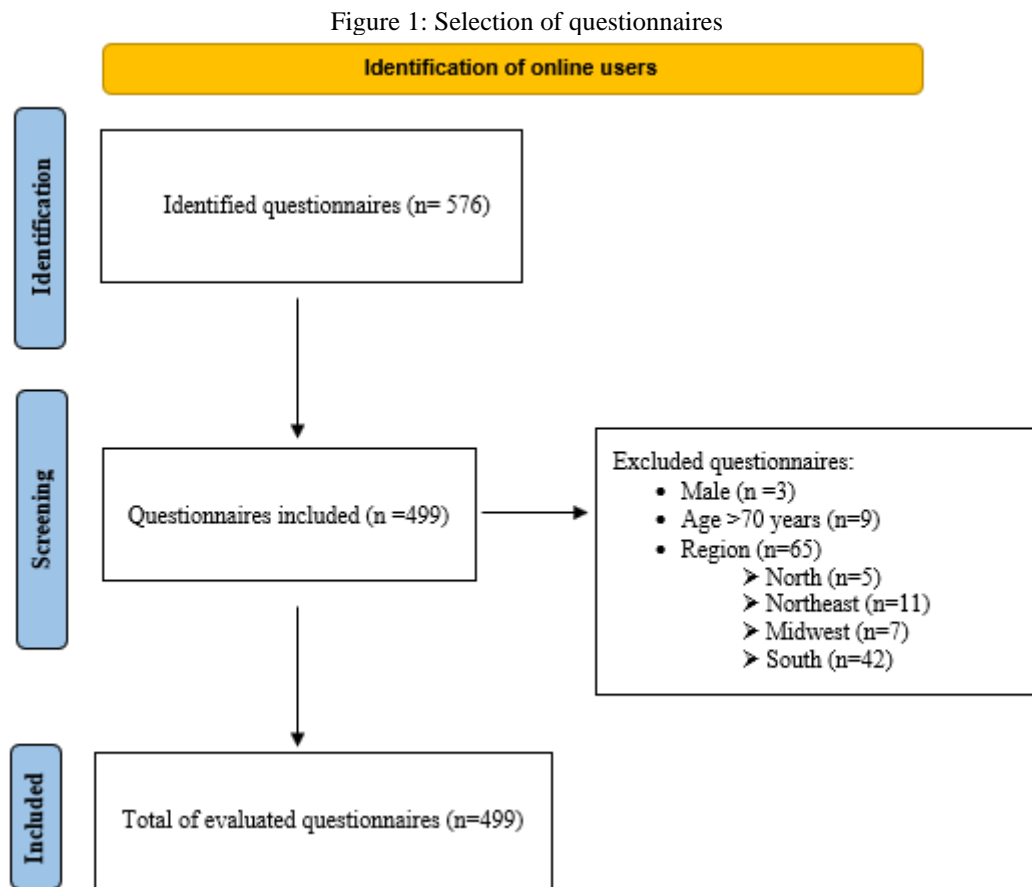 Figure 1: Selection of questionnaires
Identification of online users
Identification
Identified questionnaires (n= 576)
Screening
Questionnaires included (n =499)
Excluded questionnaires:
• Male (n =3)
• Age >70 years (n=9)
• Region (n=65)
➤ North (n=5)
➤ Northeast (n=11)
➤ Midwest (n=7)
➤ South (n=42)
Included
Total of evaluated questionnaires (n=499)